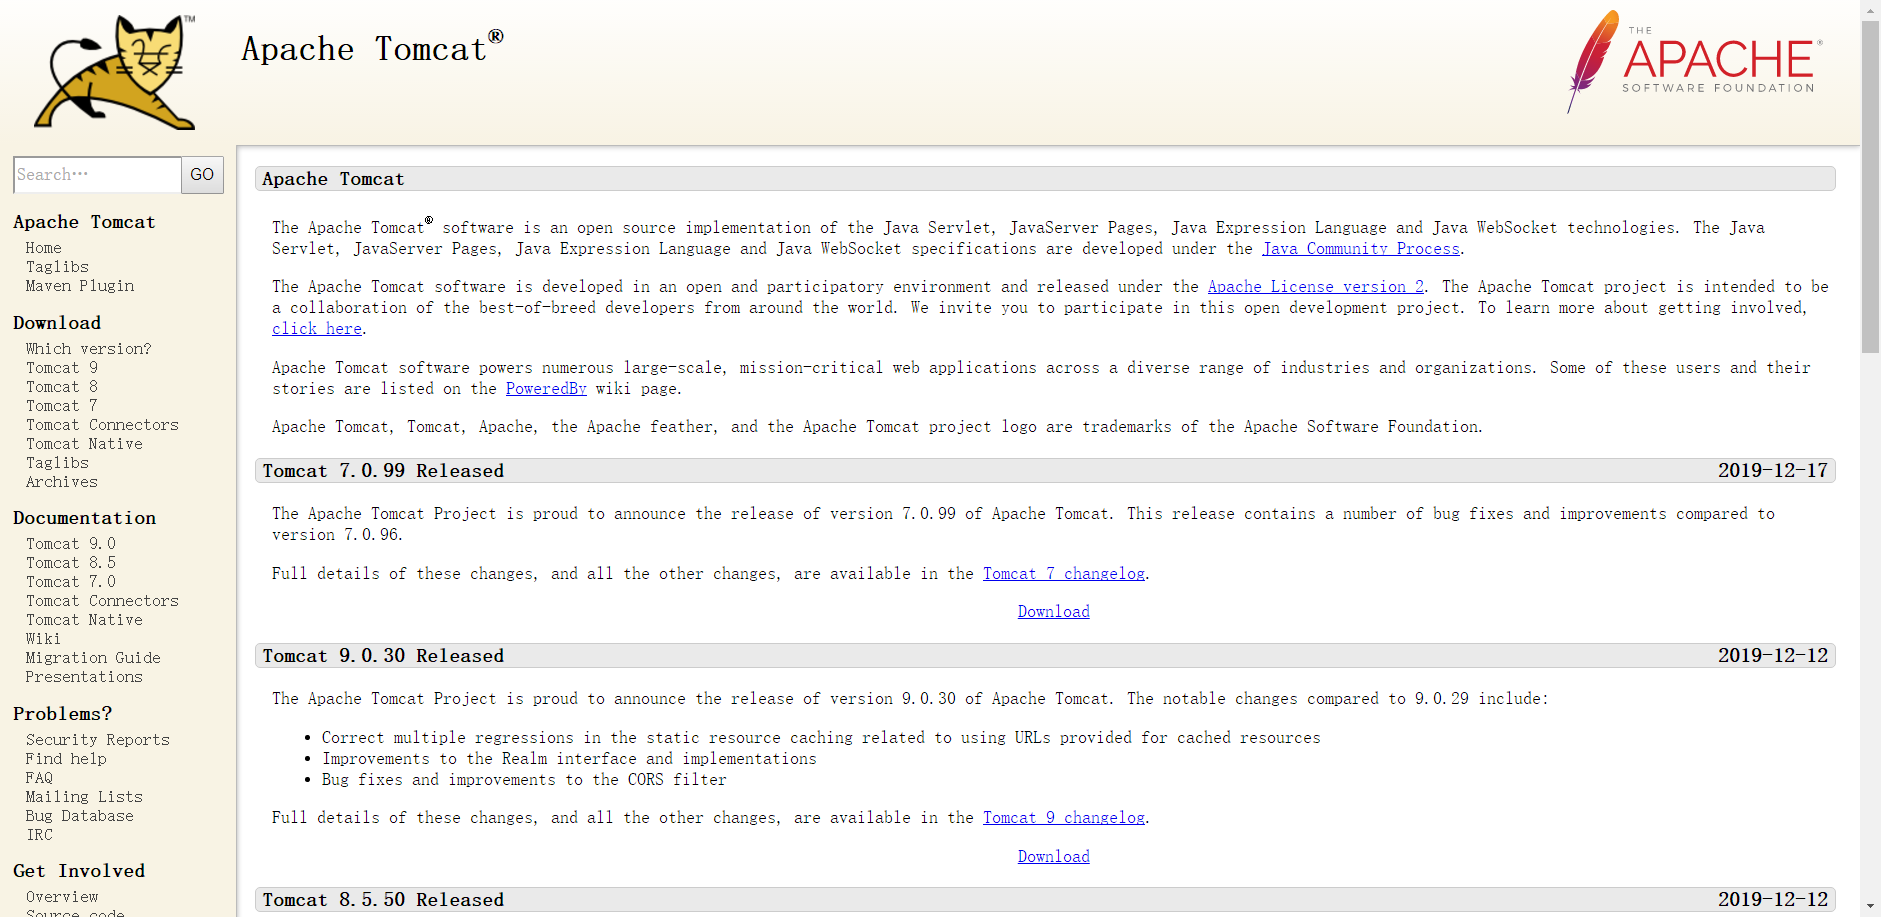 TM
Apache Tomcat®
THE
APACHE®
SOFTWARE FOUNDATION
Search···
GO
Apache Tomcat
Home
Taglibs
Maven Plugin
Download
Which version?
Tomcat 9
Tomcat 8
Tomcat 7
Tomcat Connectors
Tomcat Native
Taglibs
Archives
Documentation
Tomcat 9.0
Tomcat 8.5
Tomcat 7.0
Tomcat Connectors
Tomcat Native
Wiki
Migration Guide
Presentations
Problems?
Security Reports
Find help
FAQ
Mailing Lists
Bug Database
IRC
Get Involved
Overview
Source code
Apache Tomcat
The Apache Tomcat® software is an open source implementation of the Java Servlet, JavaServer Pages, Java Expression Language and Java WebSocket technologies. The Java
Servlet, JavaServer Pages, Java Expression Language and Java WebSocket specifications are developed under the Java Community Process.
The Apache Tomcat software is developed in an open and participatory environment and released under the Apache License version 2. The Apache Tomcat project is intended to be
a collaboration of the best-of-breed developers from around the world. We invite you to participate in this open development project. To learn more about getting involved,
click here.
Apache Tomcat software powers numerous large-scale, mission-critical web applications across a diverse range of industries and organizations. Some of these users and their
stories are listed on the PoweredBy wiki page.
Apache Tomcat, Tomcat, Apache, the Apache feather, and the Apache Tomcat project logo are trademarks of the Apache Software Foundation.
Tomcat 7.0.99 Released 2019-12-17
The Apache Tomcat Project is proud to announce the release of version 7.0.99 of Apache Tomcat. This release contains a number of bug fixes and improvements compared to
version 7.0.96.
Full details of these changes, and all the other changes, are available in the Tomcat 7 changelog.
Download
Tomcat 9.0.30 Released 2019-12-12
The Apache Tomcat Project is proud to announce the release of version 9.0.30 of Apache Tomcat. The notable changes compared to 9.0.29 include:
• Correct multiple regressions in the static resource caching related to using URLs provided for cached resources
• Improvements to the Realm interface and implementations
• Bug fixes and improvements to the CORS filter
Full details of these changes, and all the other changes, are available in the Tomcat 9 changelog.
Download
Tomcat 8.5.50 Released 2019-12-12